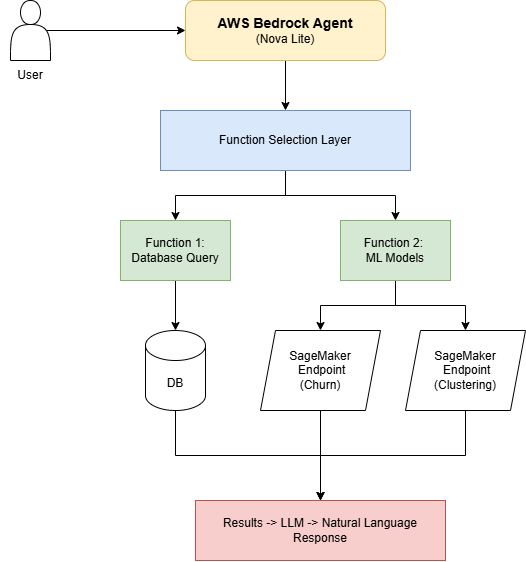 User
AWS Bedrock Agent
(Nova Lite)
Function Selection Layer
Function 1:
Database Query
Function 2:
ML Models
DB
SageMaker
Endpoint
(Churn)
SageMaker
Endpoint
(Clustering)
Results -> LLM -> Natural Language
Response